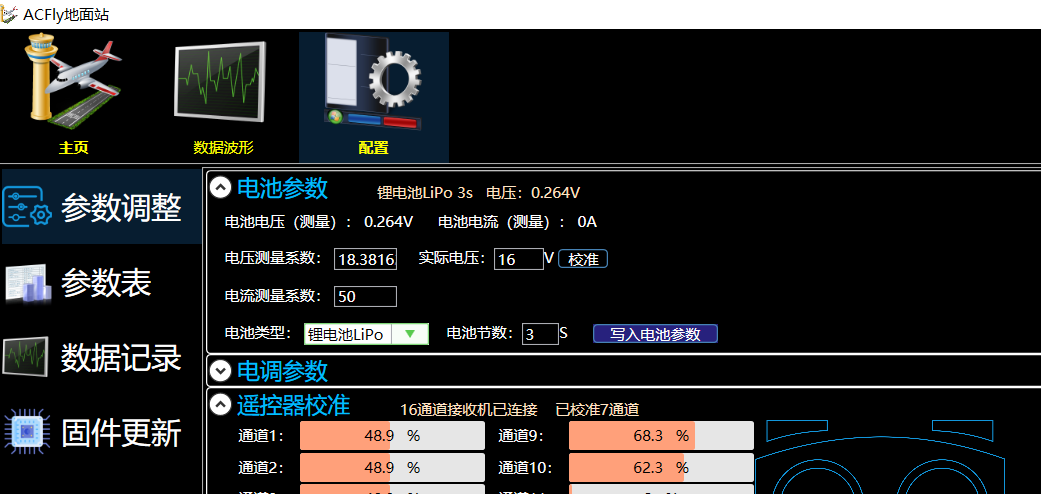 ACFly地面站
主页 数据波形 配置
参数调整
参数表
数据记录
固件更新
电池参数 锂电池LiPo 3s 电压：0.264V
电池电压（测量）： 0.264V 电池电流（测量）： 0A
电压测量系数： 18.3816 实际电压： 16 V 校准
电流测量系数： 50
电池类型： 锂电池LiPo 电池节数： 3 S 写入电池参数
电调参数
遥控器校准 16通道接收机已连接 已校准7通道
通道1： 48.9 % 通道9： 68.3 %
通道2： 48.9 % 通道10： 62.3 %